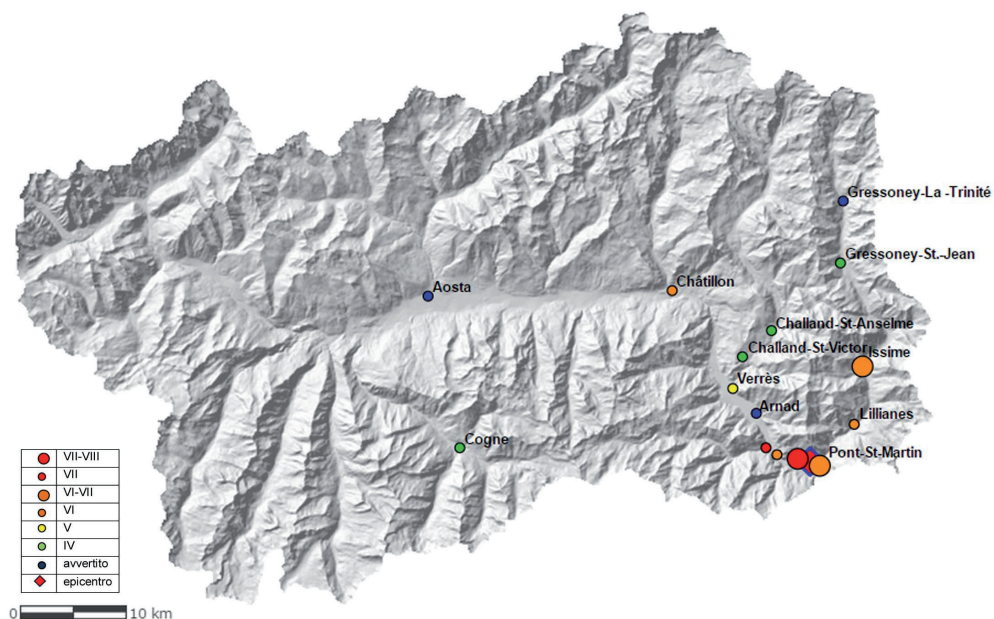 Gressoney-La -Trinité
Gressoney-St.-Jean
Châtillon
Aosta
Challand-St-Anselme
Challand-St-Victor
Issime
Verrès
Arnad
Lillianes
Cogne
Pont-St-Martin
VII-VIII
VII
VI-VII
VI
V
IV
avvertito
epicentro
0 10 km